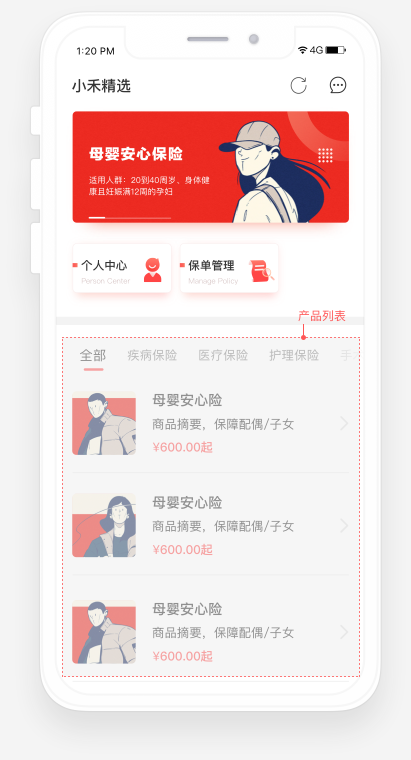 1:20 PM 4G
小禾精选
母婴安心保险
适用人群：20到40周岁、身体健
康且妊娠满12周的孕妇
个人中心 保单管理
Person Center Manage Policy
产品列表
全部 疾病保险 医疗保险 护理保险 手
母婴安心险
商品摘要，保障配偶/子女
¥600.00起
母婴安心险
商品摘要，保障配偶/子女
¥600.00起
母婴安心险
商品摘要，保障配偶/子女
¥600.00起